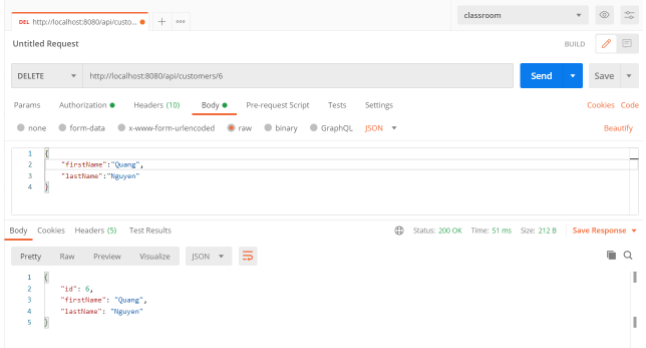 DEL http://localhost:8080/api/custo...
classroom
Untitled Request
BUILD
DELETE http://localhost:8080/api/customers/6 Send Save
Params Authorization Headers (10) Body Pre-request Script Tests Settings Cookies Code
none form-data x-www-form-urlencoded raw binary GraphQL JSON Beautify
1 {
2 "firstName":"Quang",
3 "lastName":"Nguyen"
4 }
Body Cookies Headers (5) Test Results Status: 200 OK Time: 51 ms Size: 212 B Save Response
Pretty Raw Preview Visualize JSON
1 {
2 "id": 6,
3 "firstName": "Quang",
4 "lastName": "Nguyen"
5 }